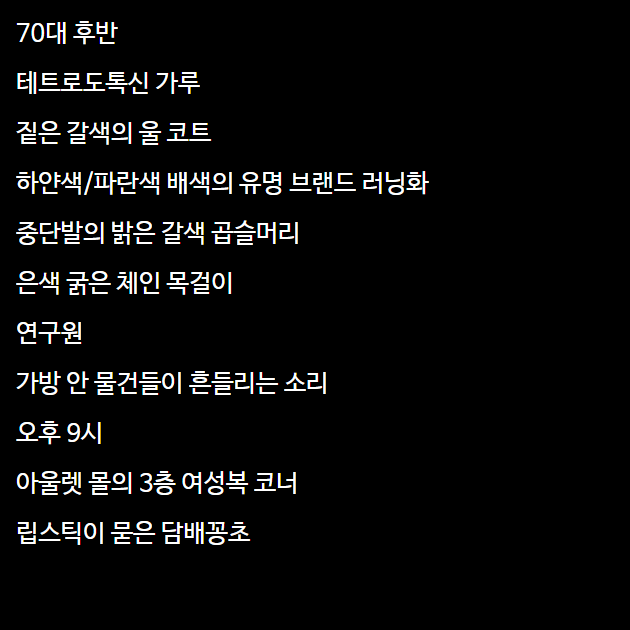 70대 후반
테트로도톡신 가루
짙은 갈색의 울 코트
하얀색/파란색 배색의 유명 브랜드 러닝화
중단발의 밝은 갈색 곱슬머리
은색 굵은 체인 목걸이
연구원
가방 안 물건들이 흔들리는 소리
오후 9시
아울렛 몰의 3층 여성복 코너
립스틱이 묻은 담배꽁초